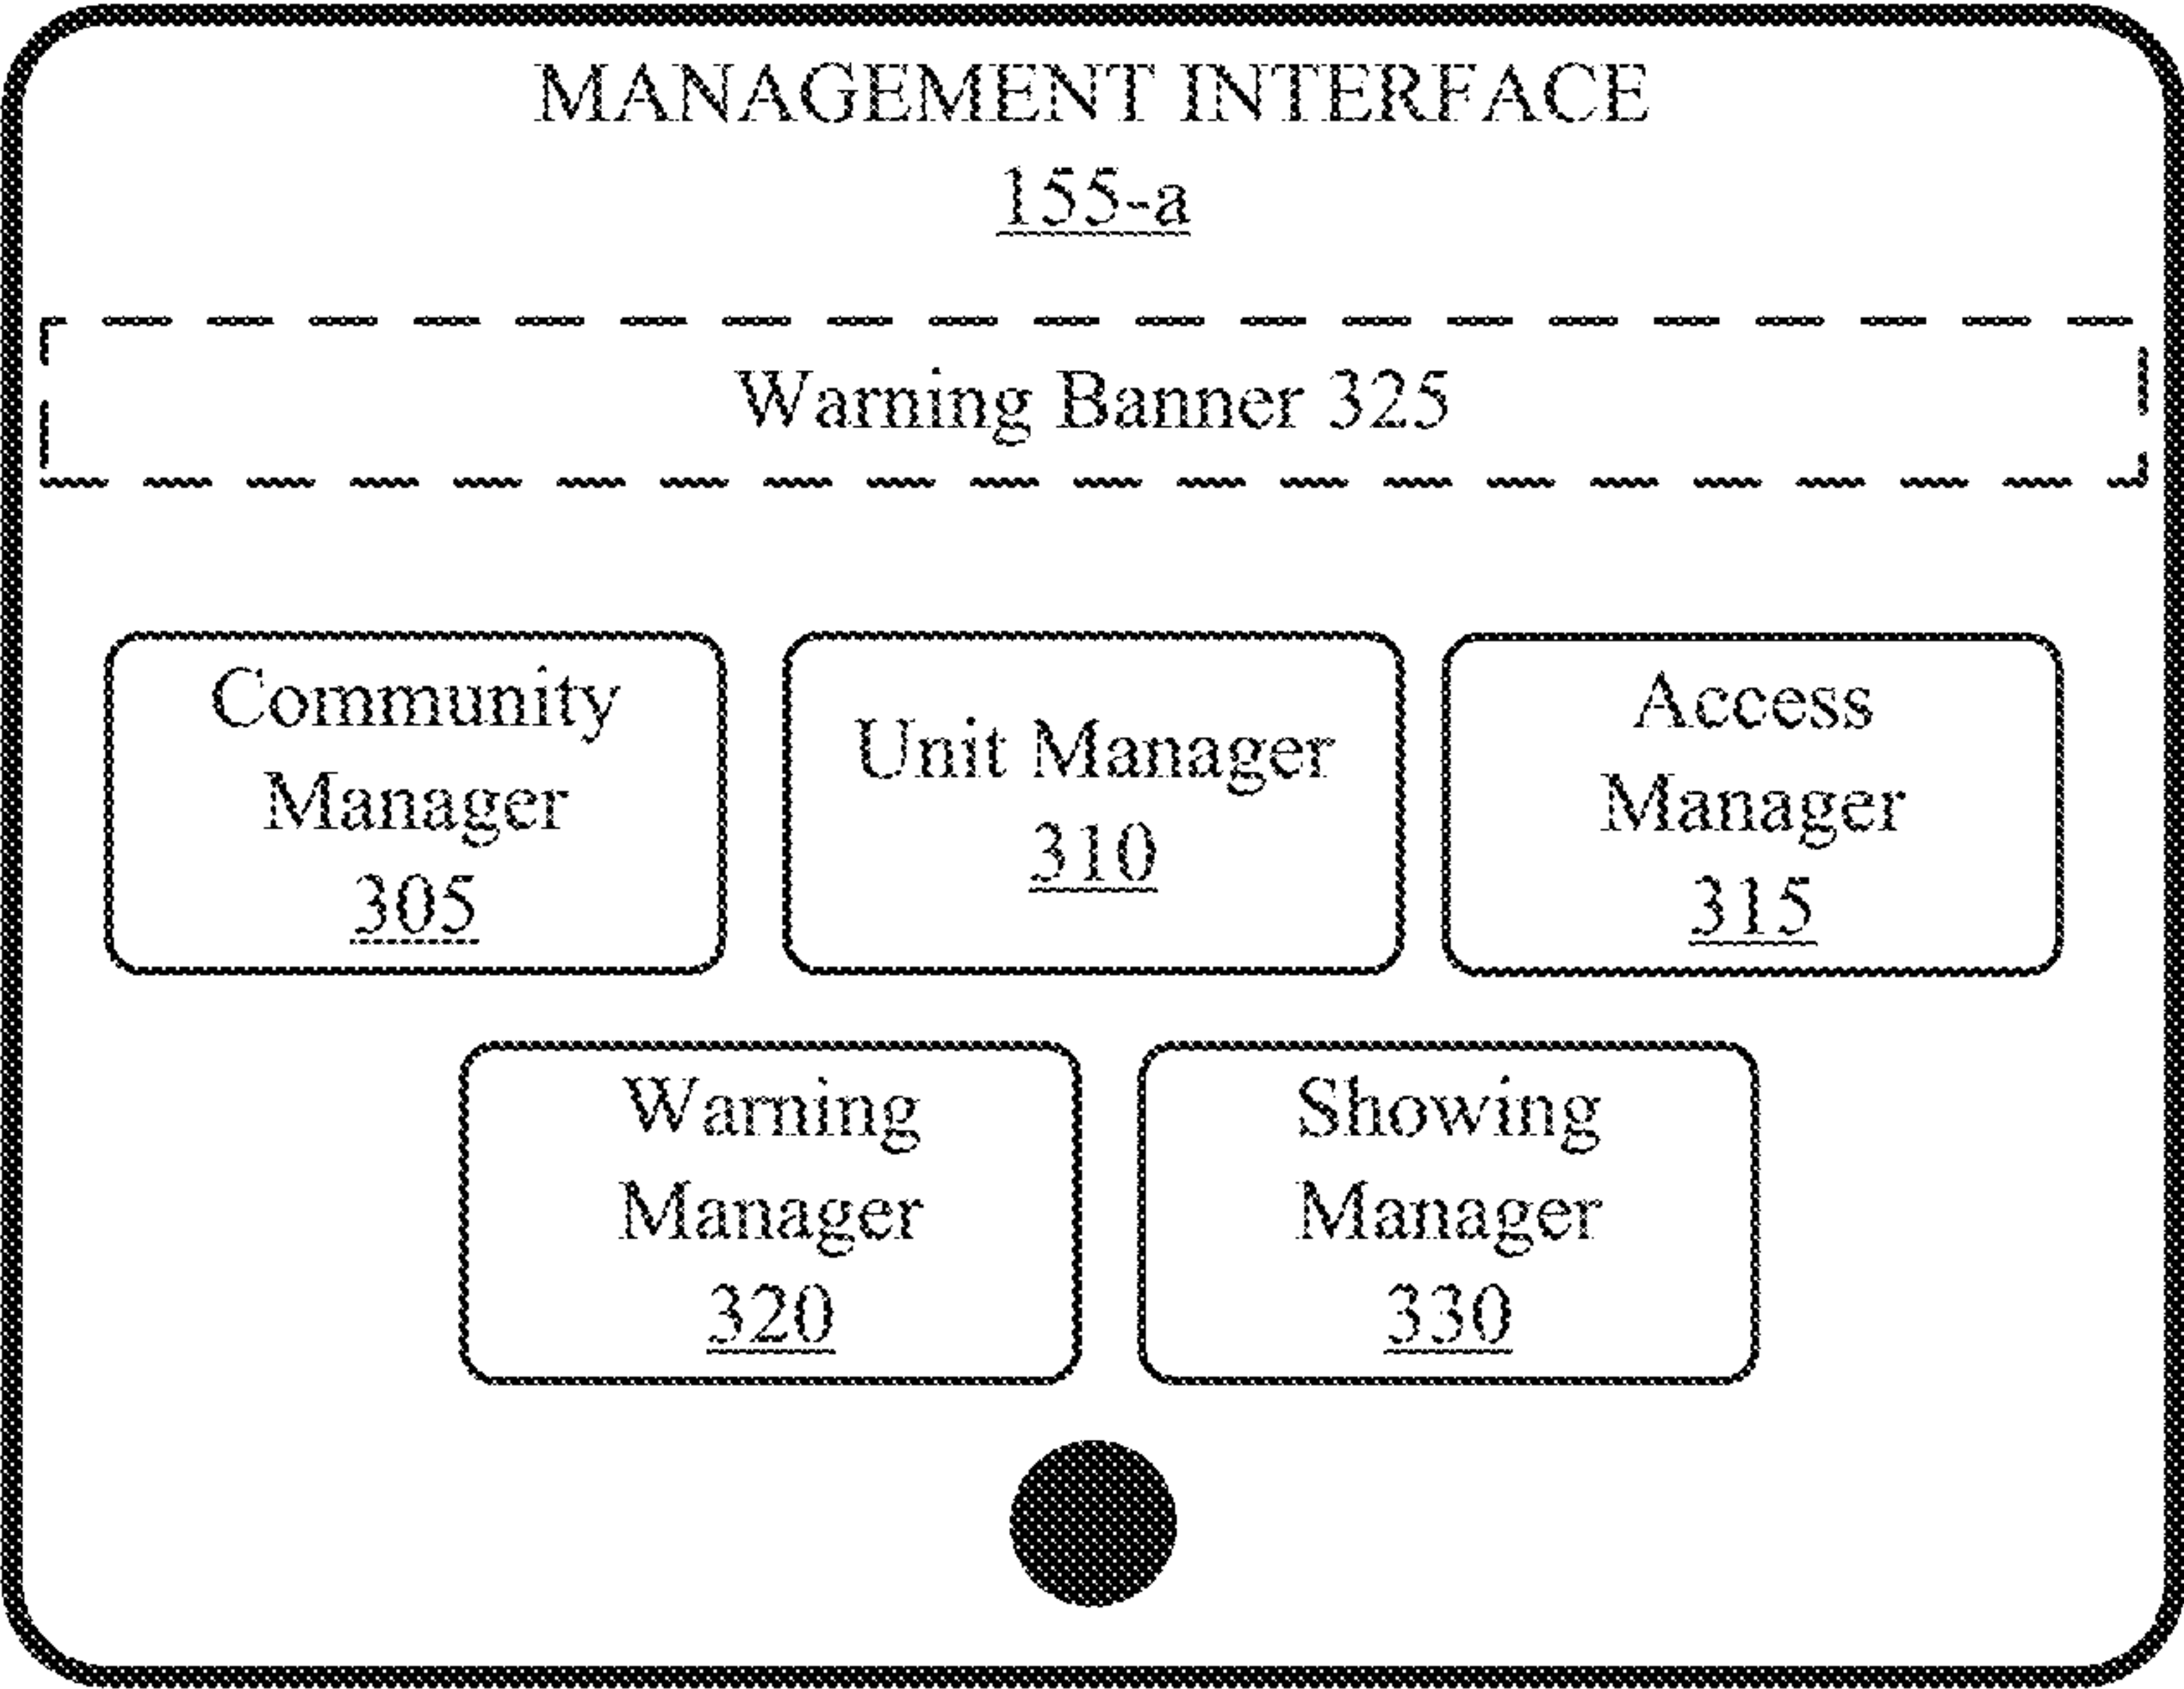 MANAGEMENT INTERFACE
155-a
Warning Banner 325
Community
Manager
305
Unit Manager
310
Access
Manager
315
Warning
Manager
320
Showing
Manager
330